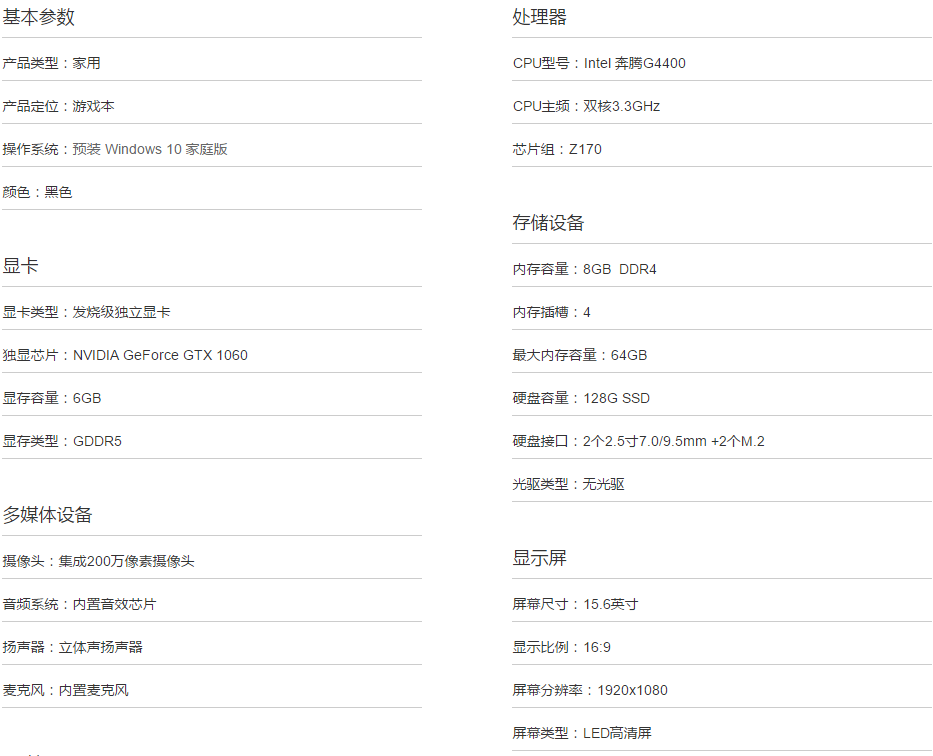 基本参数
产品类型：家用
产品定位：游戏本
操作系统：预装 Windows 10 家庭版
颜色：黑色
显卡
显卡类型：发烧级独立显卡
独显芯片：NVIDIA GeForce GTX 1060
显存容量：6GB
显存类型：GDDR5
多媒体设备
摄像头：集成200万像素摄像头
音频系统：内置音效芯片
扬声器：立体声扬声器
麦克风：内置麦克风
处理器
CPU型号：Intel 奔腾G4400
CPU主频：双核3.3GHz
芯片组：Z170
存储设备
内存容量：8GB  DDR4
内存插槽：4
最大内存容量：64GB
硬盘容量：128G SSD
硬盘接口：2个2.5寸7.0/9.5mm +2个M.2
光驱类型：无光驱
显示屏
屏幕尺寸：15.6英寸
显示比例：16:9
屏幕分辨率：1920x1080
屏幕类型：LED高清屏